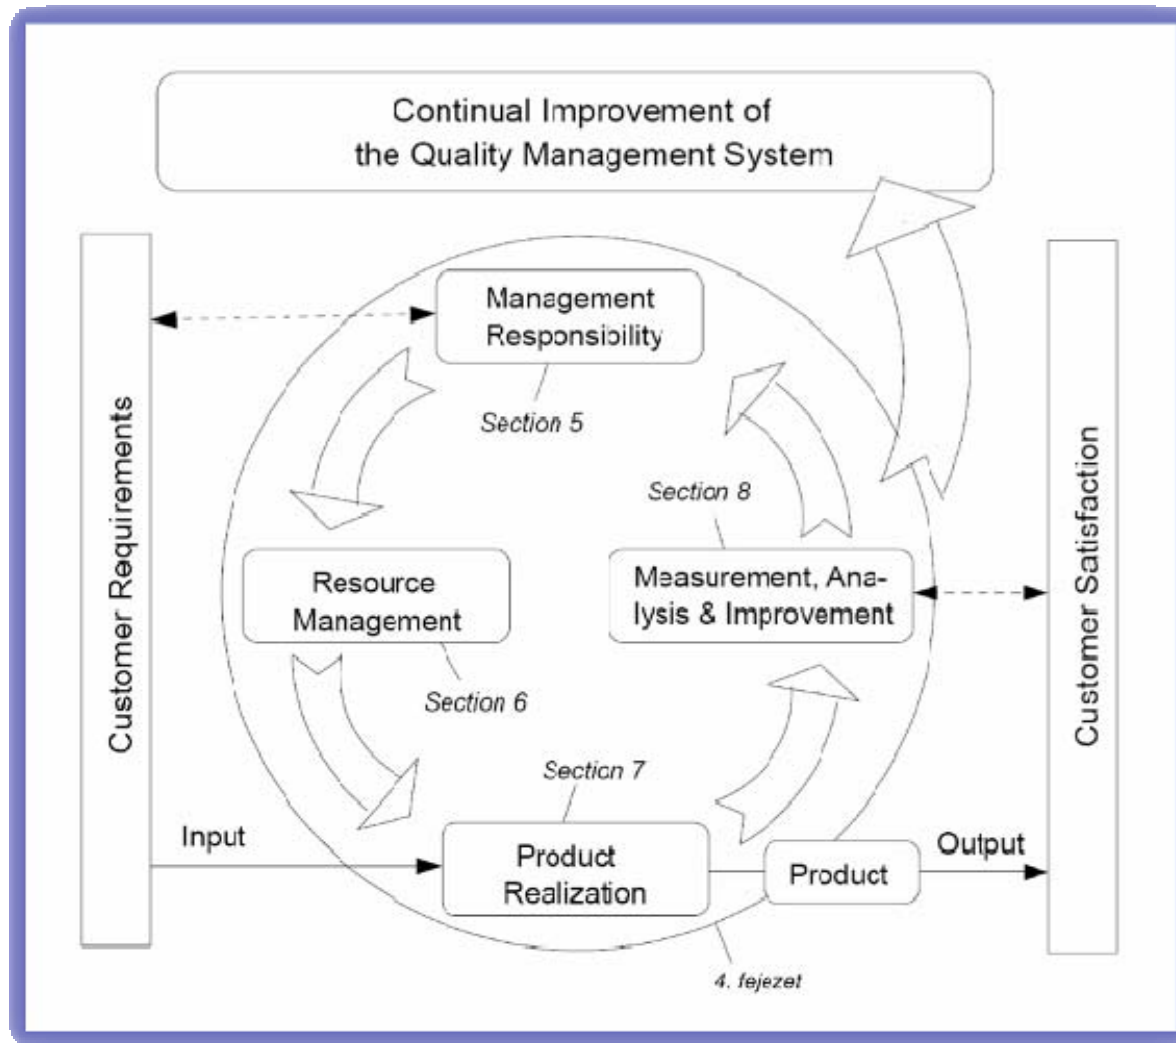 Continual Improvement of
the Quality Management System
Customer Requirements
Management
Responsibility
Section 5
Section 8
Resource
Management
Measurement, Ana-
lysis & Improvement
Section 6
Section 7
Input
Product
Realization
Product
Output
4. fejezet
Customer Satisfaction